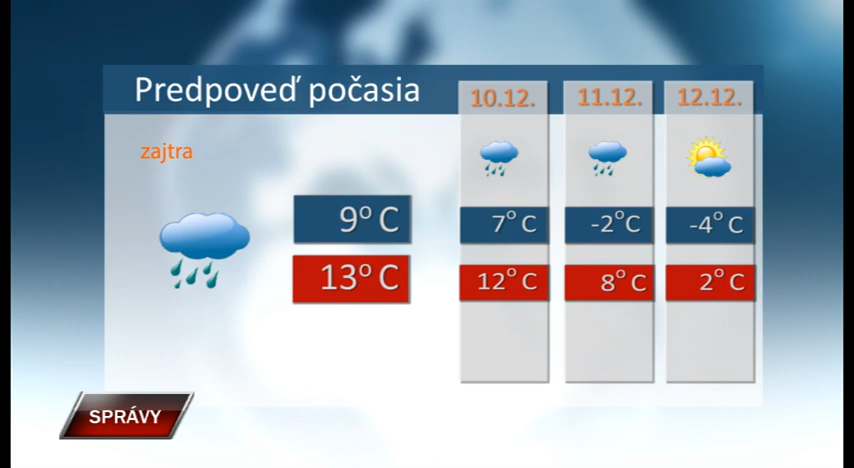 Predpoveď počasia
10.12. 11.12. 12.12.
zajtra
9° C 7° C -2°C -4° C
13° C 12° C 8° C 2° C
SPRÁVY